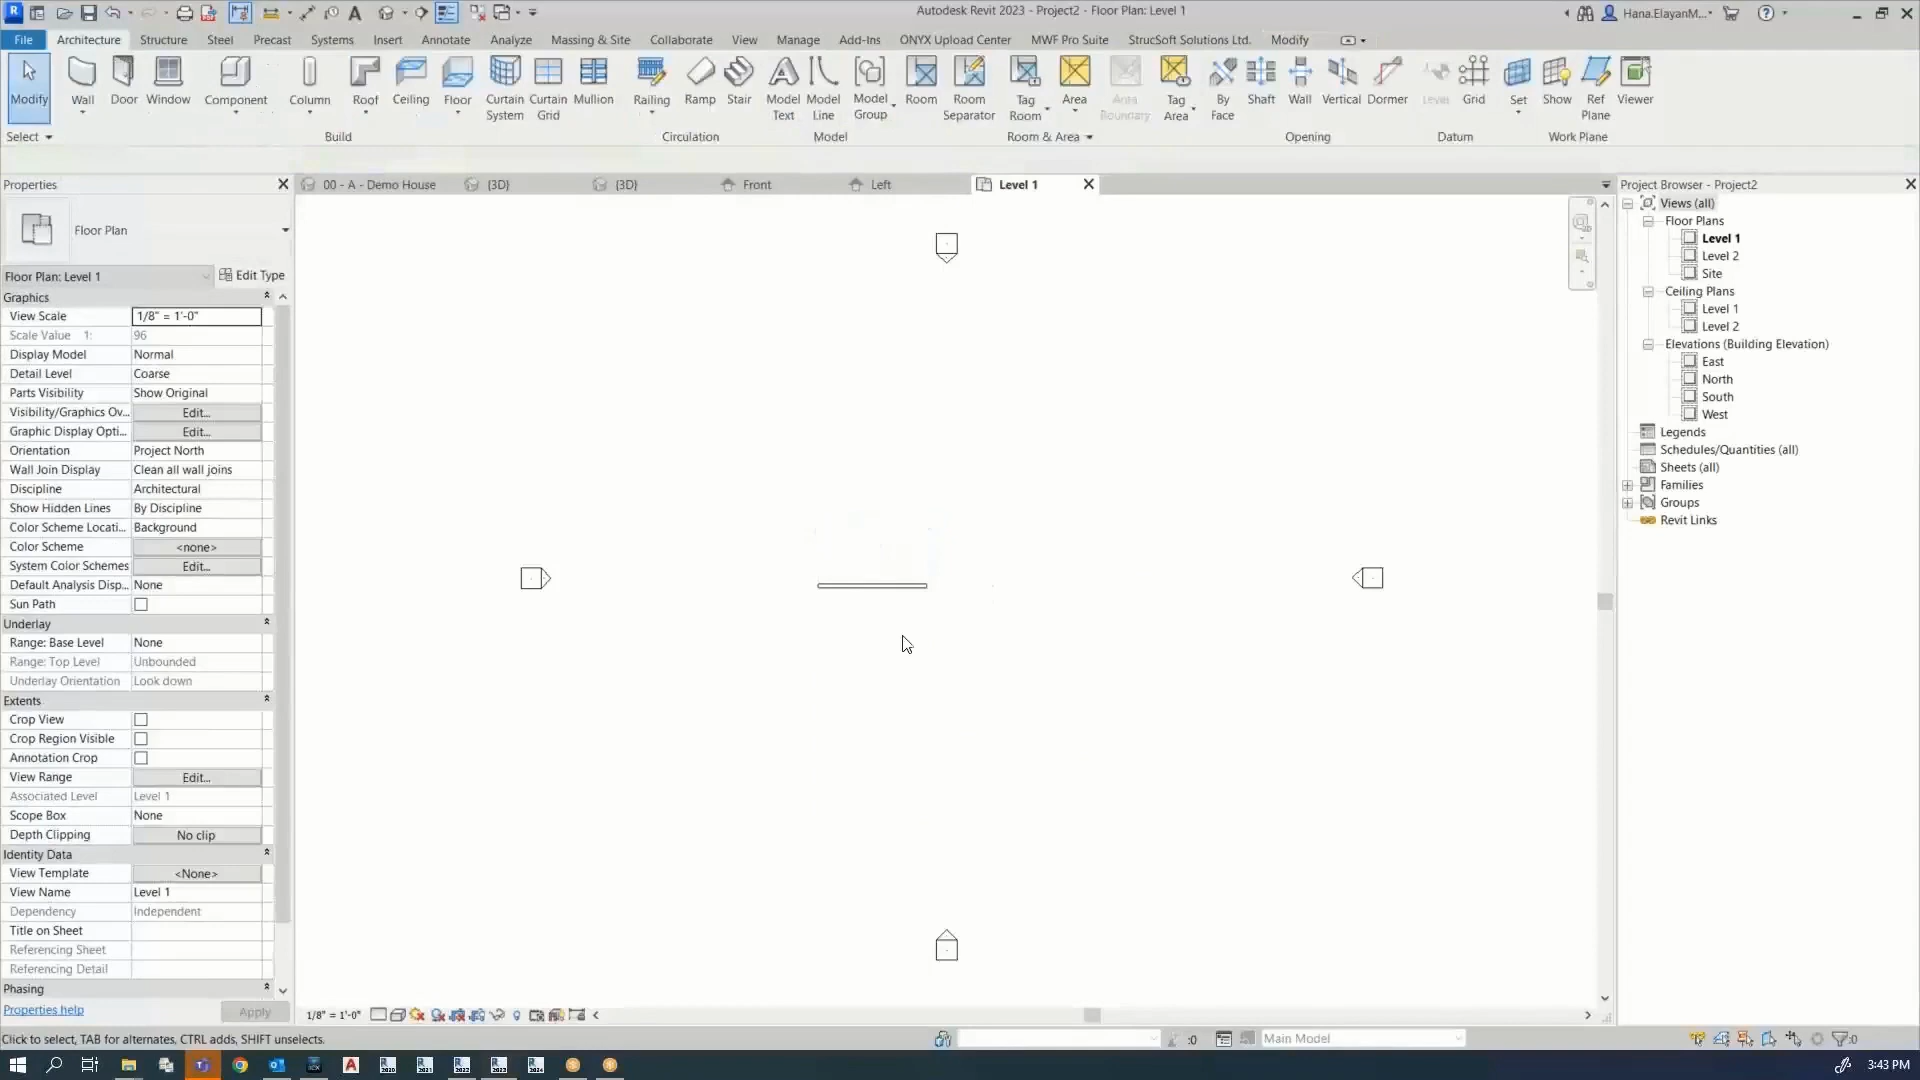 Autodesk Revit 2023 - Project2 - Floor Plan: Level 1
Hana.ElayanM...
File Architecture Structure Steel Precast Systems Insert Annotate Analyze Massing & Site Collaborate View Manage Add-Ins ONYX Upload Center MWF Pro Suite StrucSoft Solutions Ltd. Modify
Modify Wall Door Window Component Column Roof Ceiling Floor Curtain System Curtain Grid Mullion Railing Ramp Stair Model Text Model Line Model Group Room Room Separator Tag Room Area Area Boundary Tag Area By Face Shaft Wall Vertical Dormer Level Grid Set Show Ref Plane Viewer
Select Build Circulation Model Room & Area Opening Datum Work Plane
Properties
00 - A - Demo House {3D} {3D} Front Left Level 1
Floor Plan
Floor Plan: Level 1 Edit Type
Graphics
View Scale 1/8" = 1'-0"
Scale Value 1: 96
Display Model Normal
Detail Level Coarse
Parts Visibility Show Original
Visibility/Graphics Ov... Edit...
Graphic Display Opti... Edit...
Orientation Project North
Wall Join Display Clean all wall joins
Discipline Architectural
Show Hidden Lines By Discipline
Color Scheme Locati... Background
Color Scheme <none>
System Color Schemes Edit...
Default Analysis Disp... None
Sun Path
Underlay
Range: Base Level None
Range: Top Level Unbounded
Underlay Orientation Look down
Extents
Crop View
Crop Region Visible
Annotation Crop
View Range Edit...
Associated Level Level 1
Scope Box None
Depth Clipping No clip
Identity Data
View Template <None>
View Name Level 1
Dependency Independent
Title on Sheet
Referencing Sheet
Referencing Detail
Phasing
Properties help Apply
Project Browser - Project2
Views (all)
Floor Plans
Level 1
Level 2
Site
Ceiling Plans
Level 1
Level 2
Elevations (Building Elevation)
East
North
South
West
Legends
Schedules/Quantities (all)
Sheets (all)
Families
Groups
Revit Links
1/8" = 1'-0"
Click to select, TAB for alternates, CTRL adds, SHIFT unselects.
:0
Main Model
:0
3:43 PM